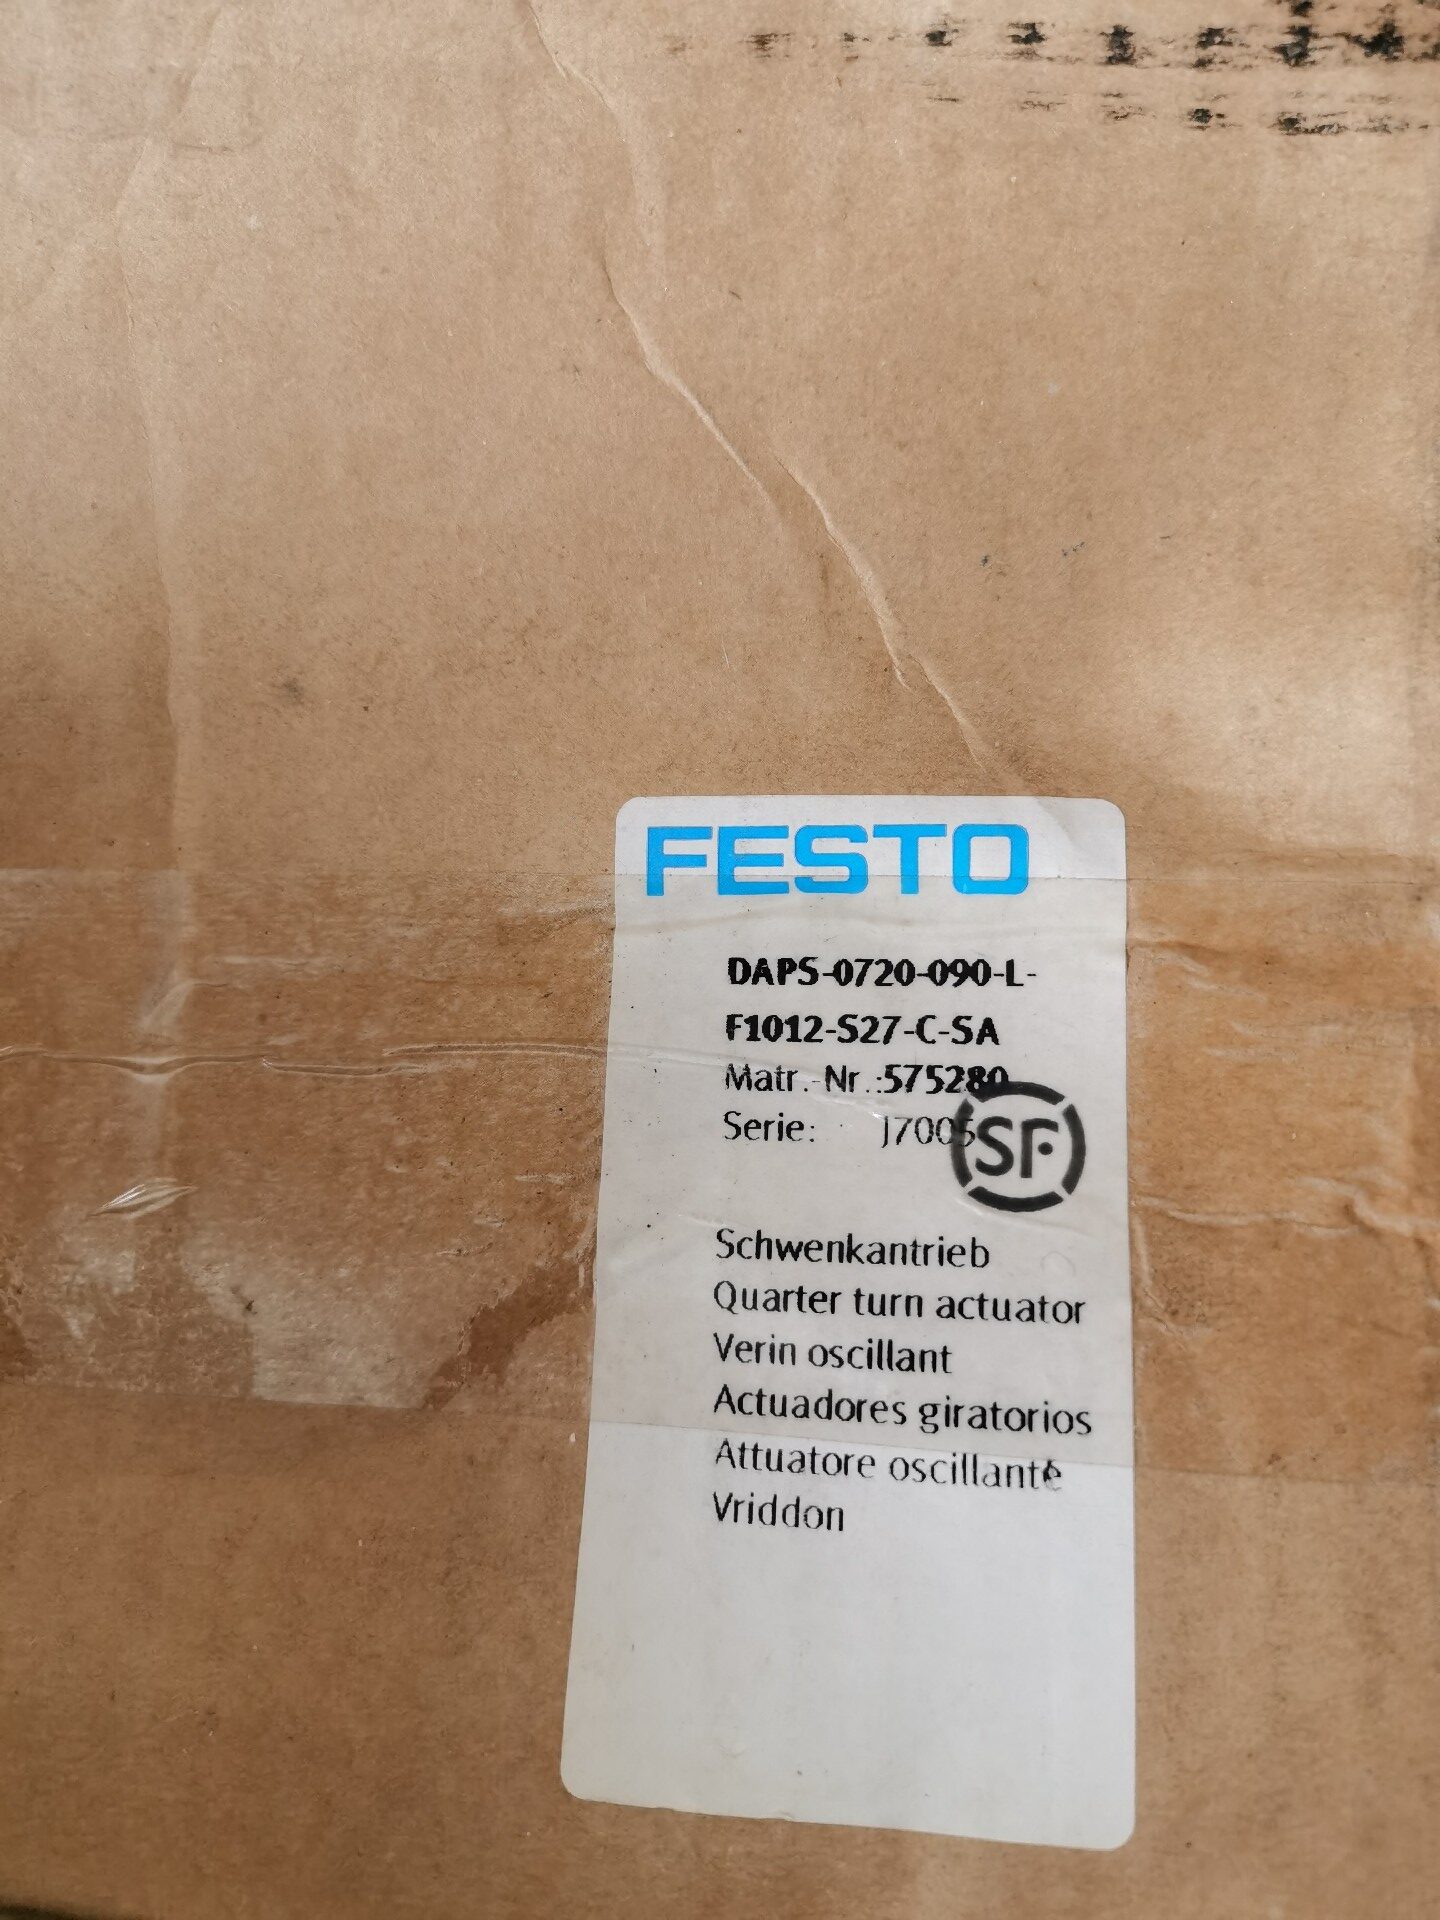 FESTO
DAPS-0720-090-L-
F1012-S27-C-SA
Matr.-Nr.:575280
Serie: J7005
SF
Schwenkantrieb
Quarter turn actuator
Verin oscillant
Actuadores giratorios
Attuatore oscillante
Vriddon